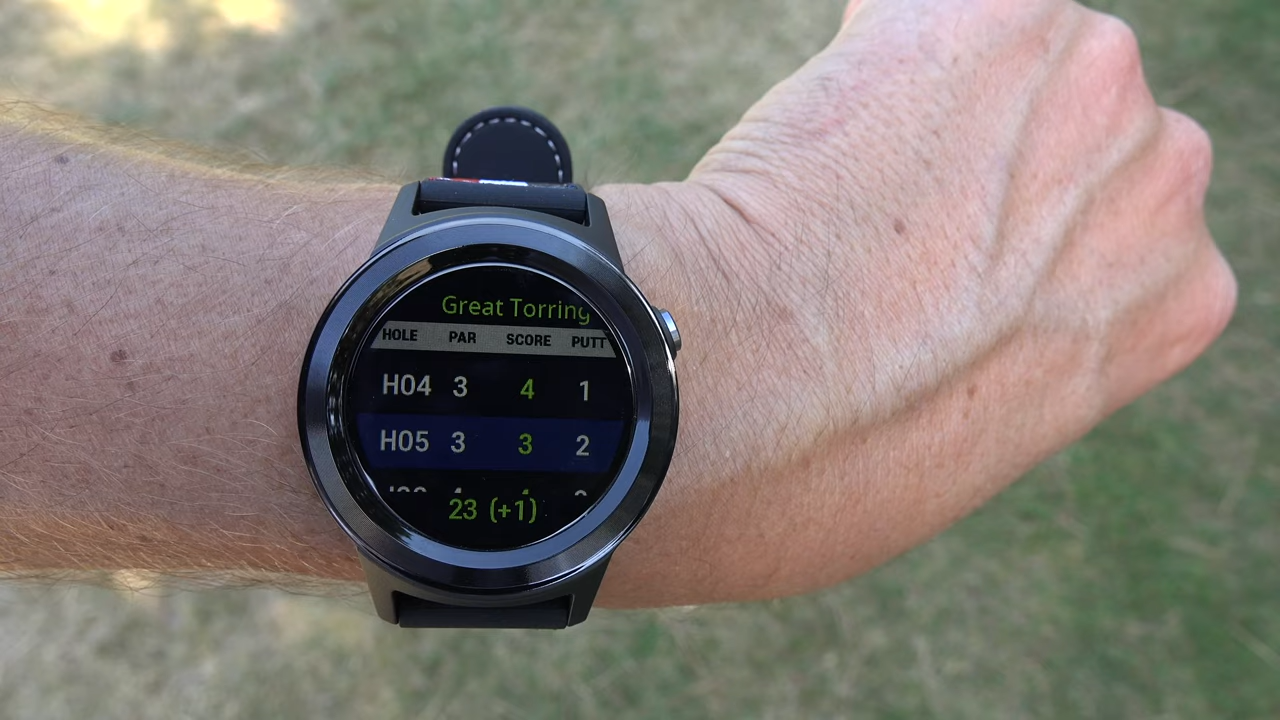 Great Torring
HOLE PAR SCORE PUTT
H04 3 4 1
H05 3 3 2
23 (+1)